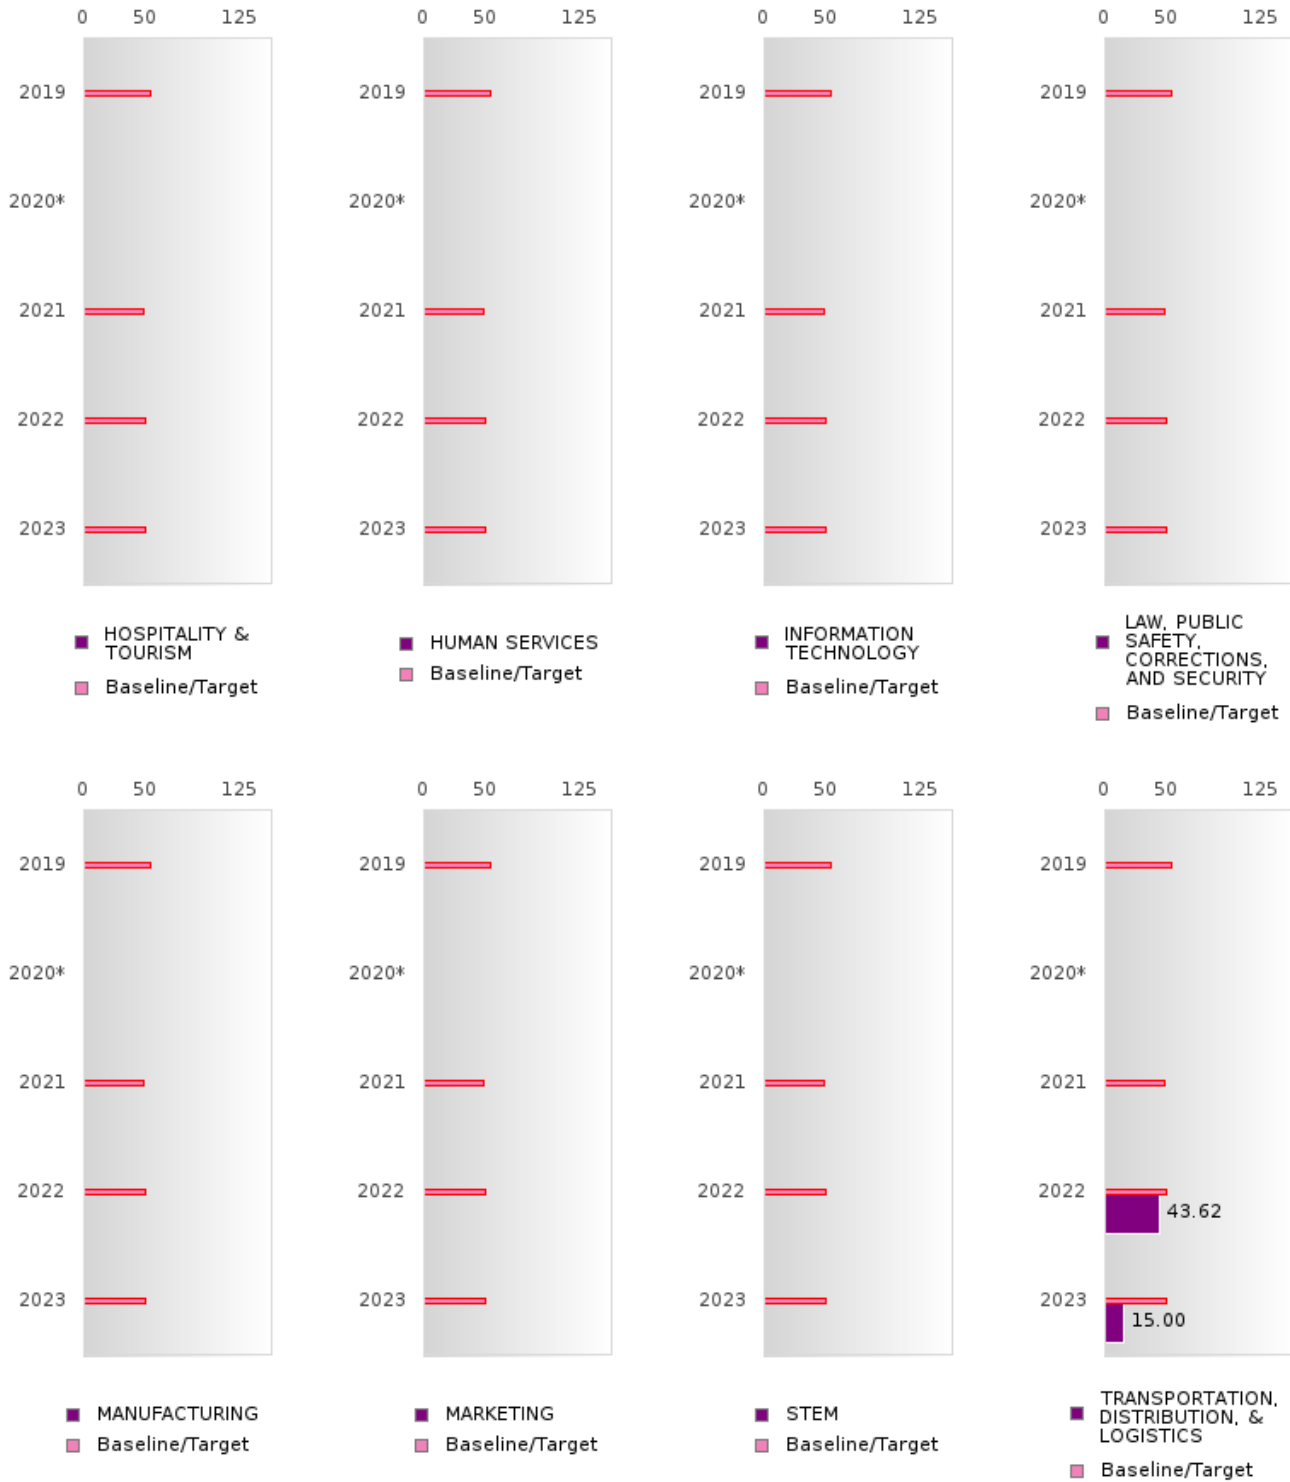 0 50 125
2019
2020*
2021
2022
2023
HOSPITALITY &
TOURISM
Baseline/Target
0 50 125
2019
2020*
2021
2022
2023
HUMAN SERVICES
Baseline/Target
0 50 125
2019
2020*
2021
2022
2023
INFORMATION
TECHNOLOGY
Baseline/Target
0 50 125
2019
2020*
2021
2022
2023
LAW, PUBLIC
SAFETY,
CORRECTIONS,
AND SECURITY
Baseline/Target
0 50 125
2019
2020*
2021
2022
2023
MANUFACTURING
Baseline/Target
0 50 125
2019
2020*
2021
2022
2023
MARKETING
Baseline/Target
0 50 125
2019
2020*
2021
2022
2023
STEM
Baseline/Target
0 50 125
2019
2020*
2021
2022
43.62
2023
15.00
TRANSPORTATION,
DISTRIBUTION, &
LOGISTICS
Baseline/Target